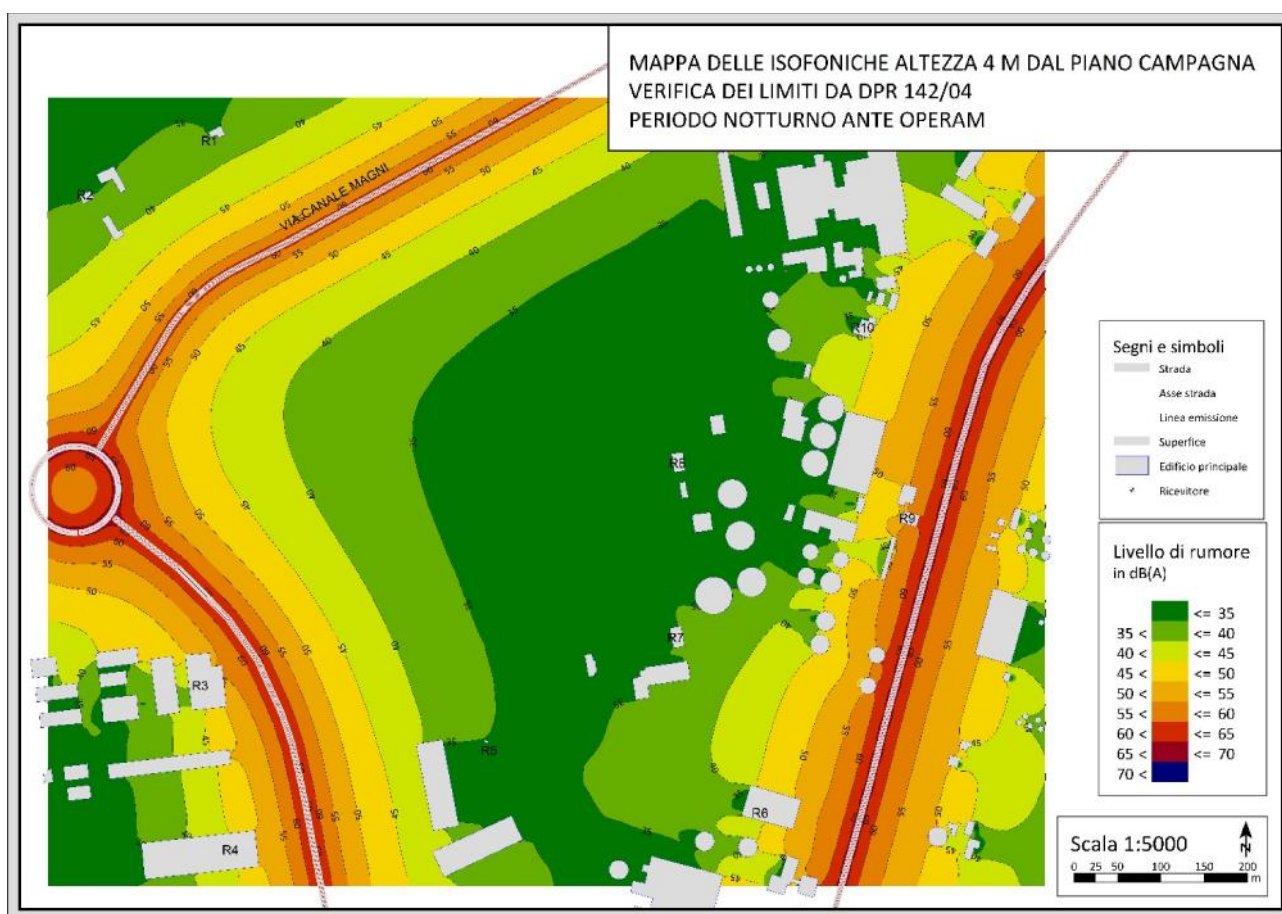 MAPPA DELLE ISOFONICHE ALTEZZA 4 M DAL PIANO CAMPAGNA
VERIFICA DEI LIMITI DA DPR 142/04
PERIODO NOTTURNO ANTE OPERAM
VIA CANALE MAGNI
R1
R2
R10
R8
R9
R7
R3
R5
R6
R4
Segni e simboli
Strada
Asse strada
Linea emissione
Superfice
Edificio principale
Ricevitore
Livello di rumore
in dB(A)
<= 35
35 < <= 40
40 < <= 45
45 < <= 50
50 < <= 55
55 < <= 60
60 < <= 65
65 < <= 70
70 <
Scala 1:5000
N
0 25 50 100 150 200
m